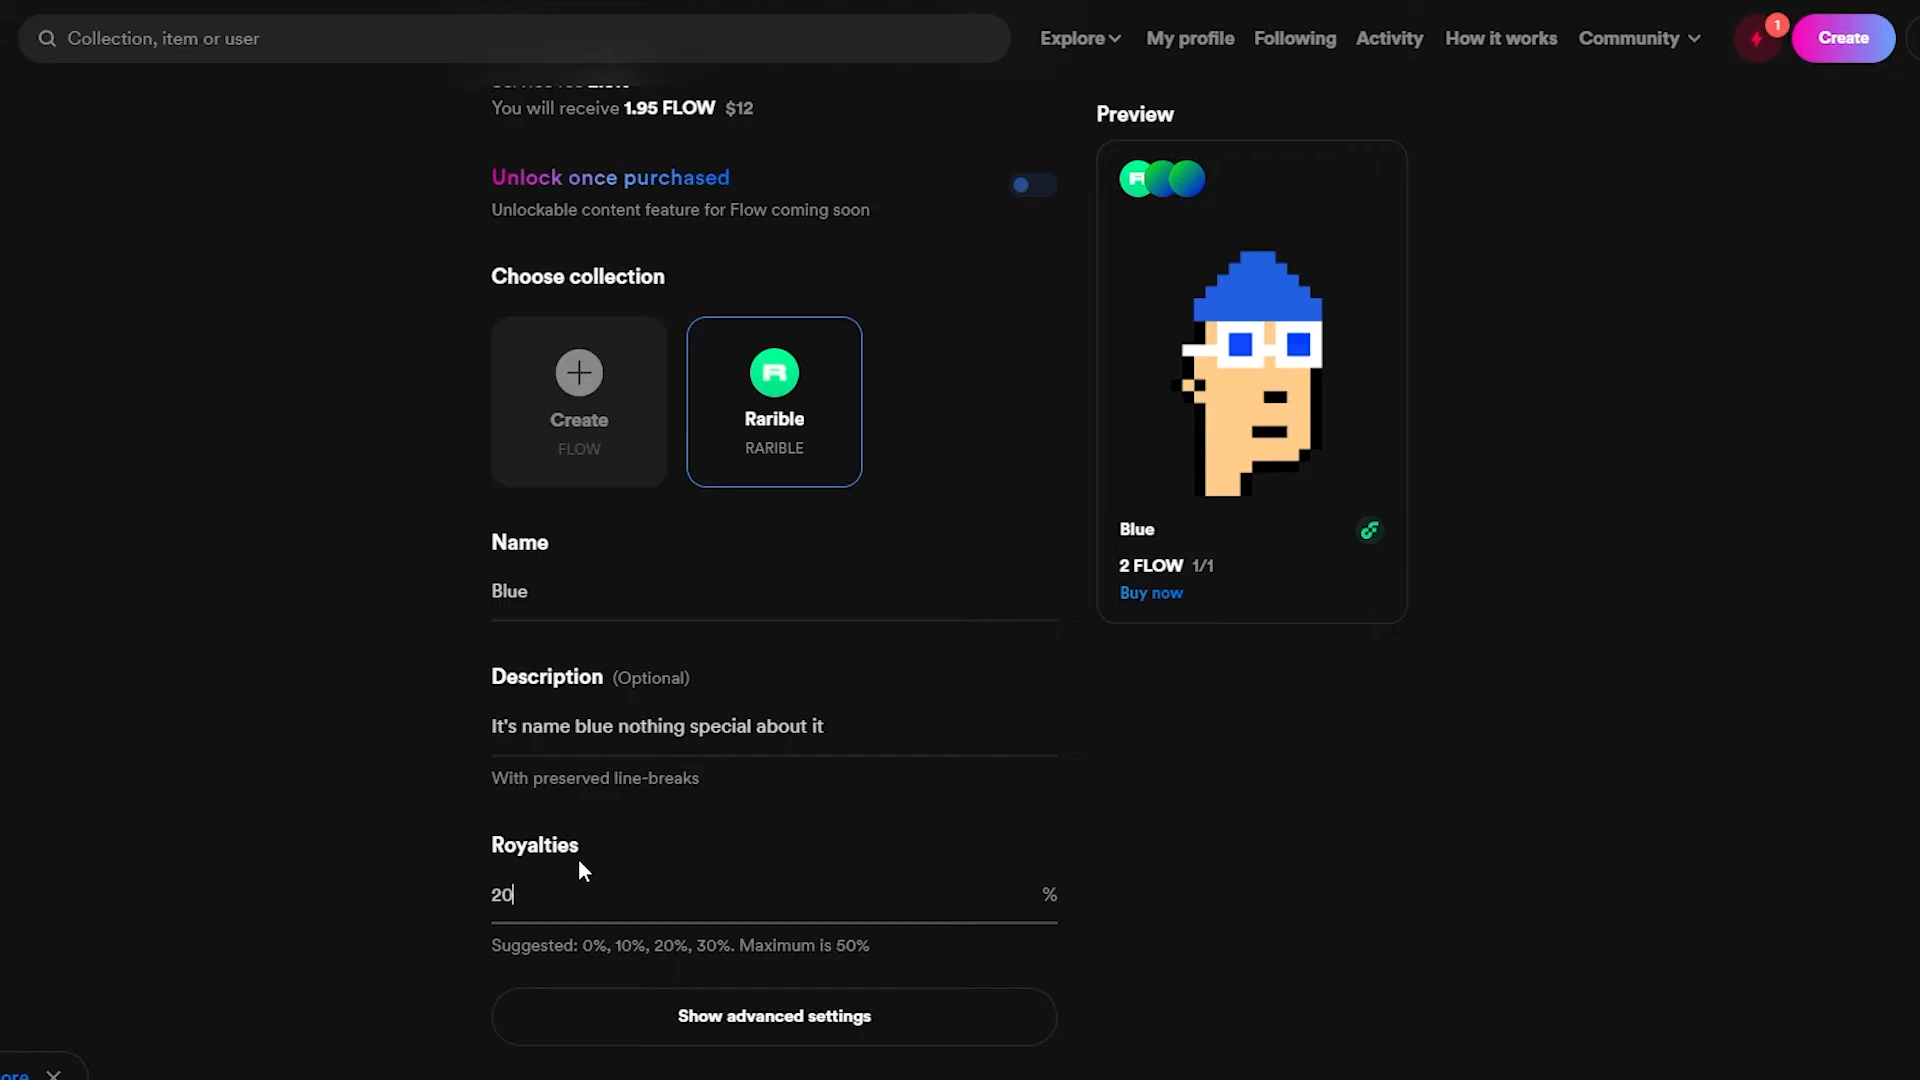 Collection, item or user
Explore
My profile
Following
Activity
How it works
Community
1
Create
You will receive 1.95 FLOW $12
Preview
Unlock once purchased
Unlockable content feature for Flow coming soon
Choose collection
Create
FLOW
R
Rarible
RARIBLE
Name
Blue
Blue
2 FLOW 1/1
Buy now
Description (Optional)
It's name blue nothing special about it
With preserved line-breaks
Royalties
20 %
Suggested: 0%, 10%, 20%, 30%. Maximum is 50%
Show advanced settings